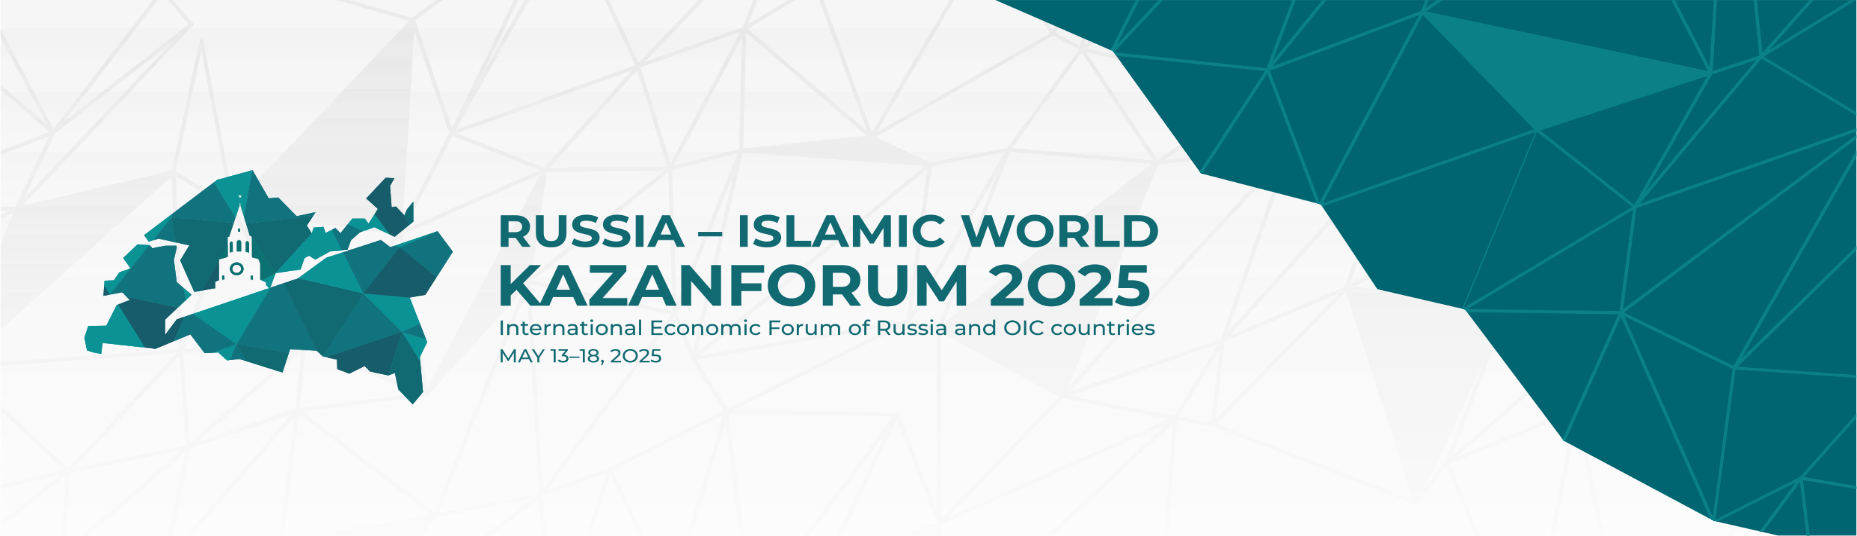 RUSSIA – ISLAMIC WORLD
KAZANFORUM 2025
International Economic Forum of Russia and OIC countries
MAY 13–18, 2025